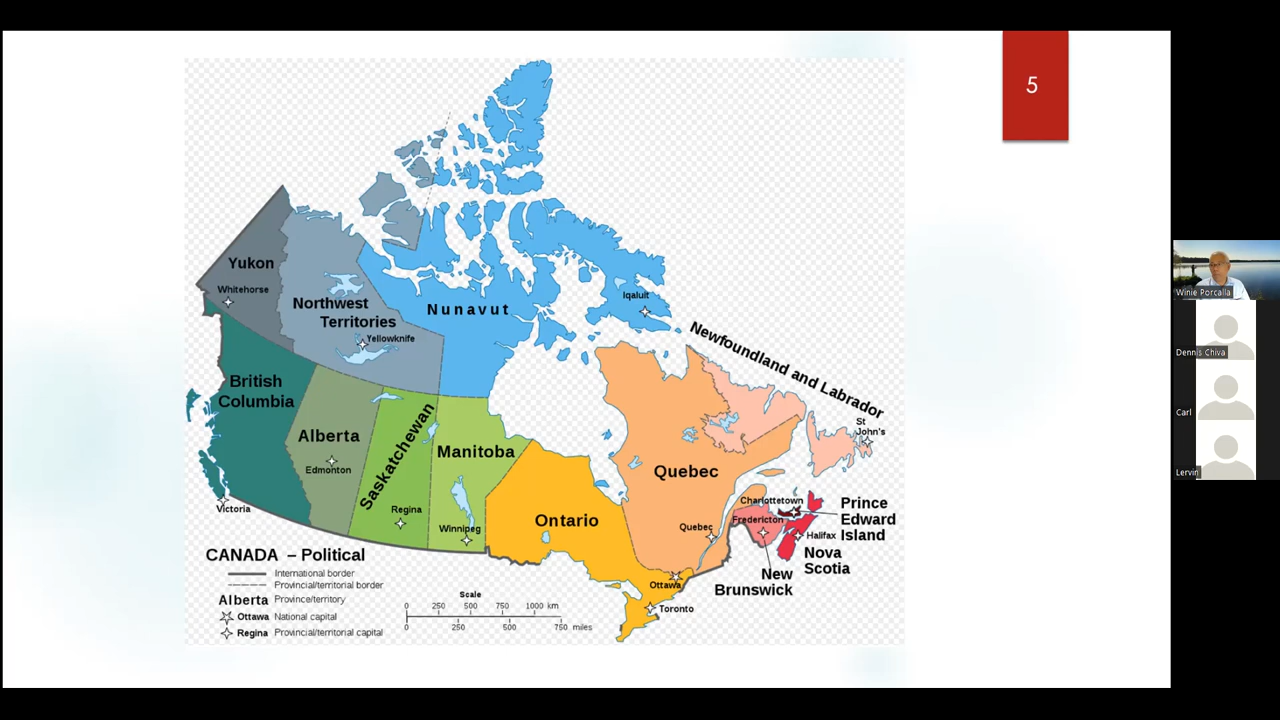 5
Yukon
Whitehorse
Northwest
Territories
Yellowknife
Nunavut
Iqaluit
Newfoundland and Labrador
St
John's
British
Columbia
Victoria
Alberta
Edmonton
Saskatchewan
Regina
Manitoba
Winnipeg
Ontario
Ottawa
Toronto
Quebec
Quebec
Charlottetown
Prince
Edward
Island
Fredericton
Halifax
Nova
Scotia
New
Brunswick
CANADA – Political
International border
Provincial/territorial border
Alberta Province/territory
Ottawa National capital
Regina Provincial/territorial capital
Scale
0 250 500 750 1000 km
0 250 500 750 miles
Winie Porcalla
Dennis Chiva
Carl
Lervin